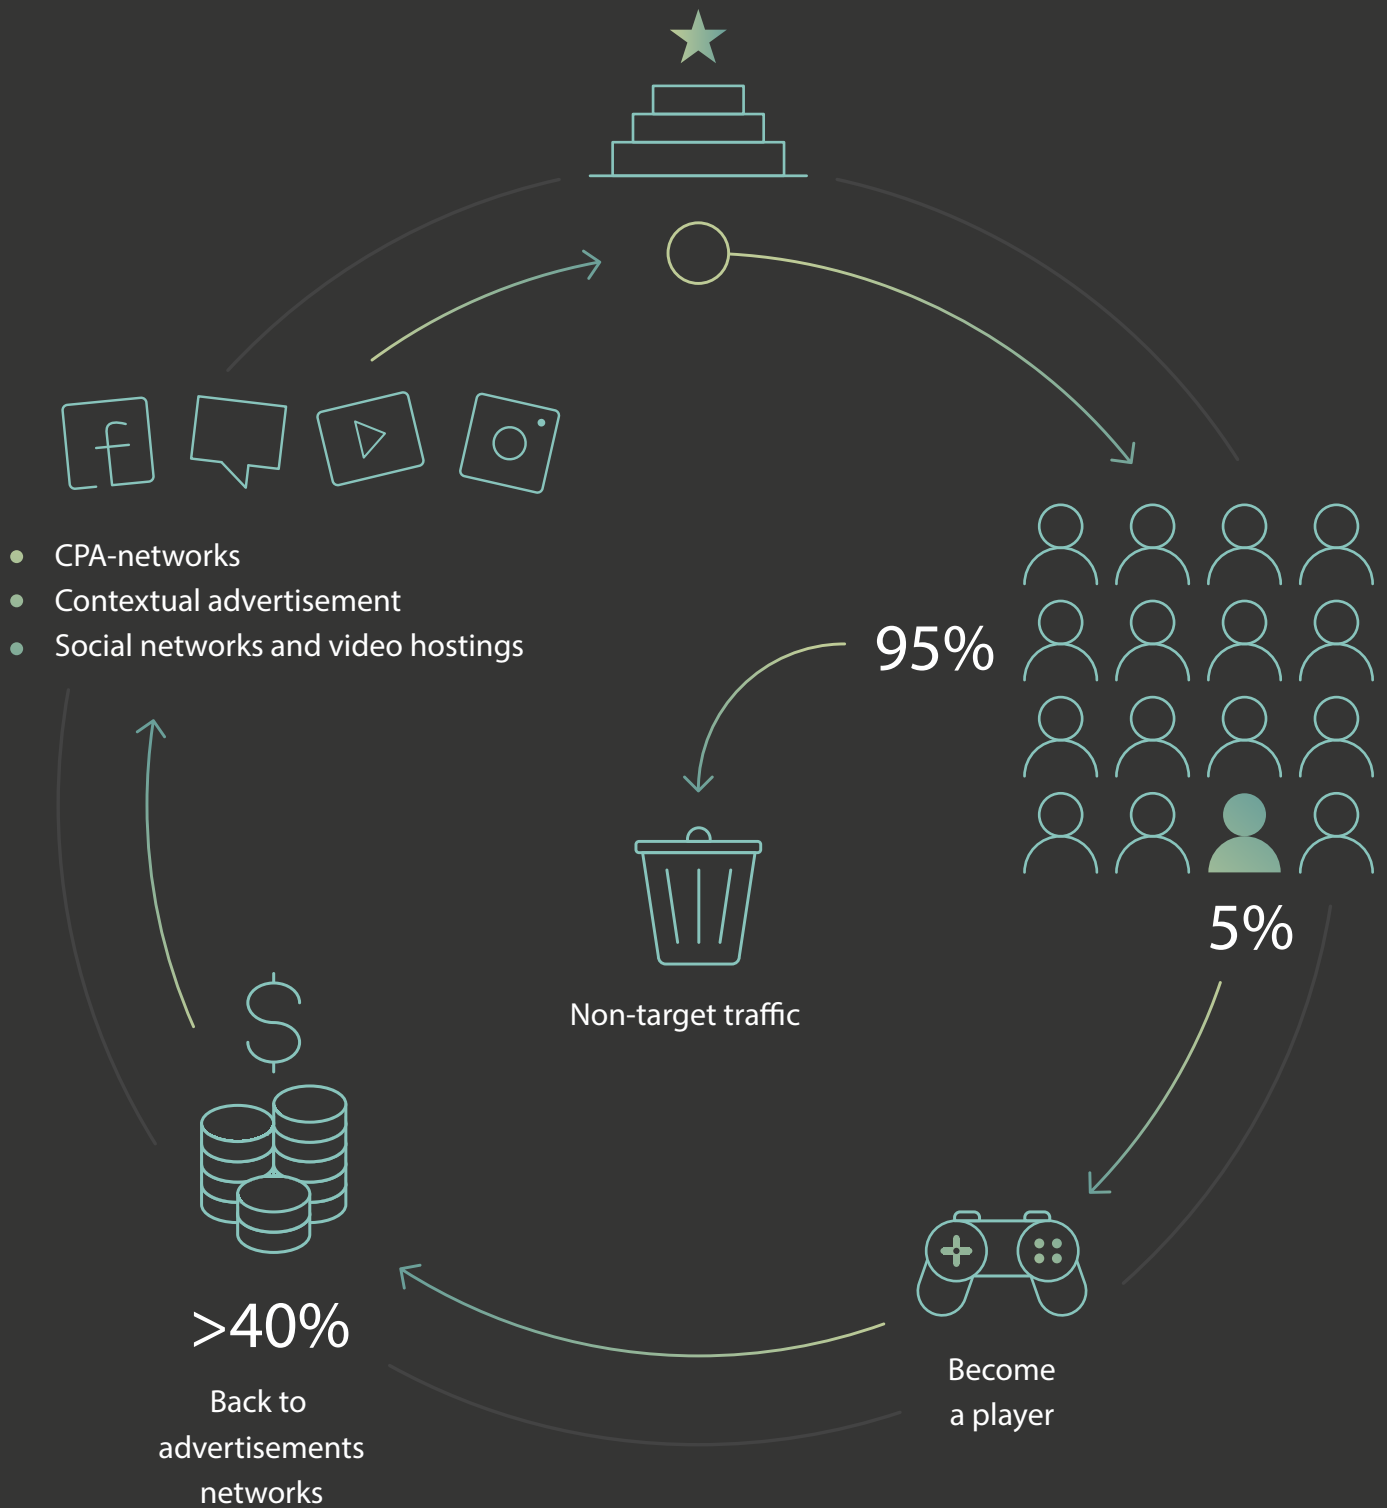 CPA-networks
Contextual advertisement
Social networks and video hostings
95%
5%
Non-target traffic
>40%
Back to
advertisements
networks
Become
a player